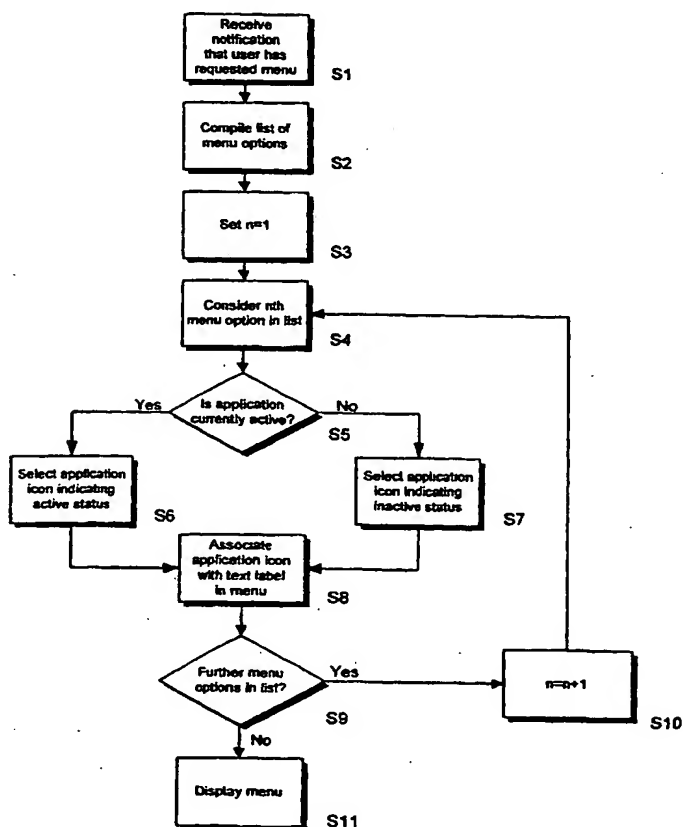 Receive
notification
that user has
requested menu
S1
Compile list of
menu options
S2
Set n=1
S3
Consider nth
menu option in list
S4
Is application
currently active?
Yes
No
S5
Select application
icon indicating
active status
S6
Select application
icon indicating
inactive status
S7
Associate
application icon
with text label
in menu
S8
Further menu
options in list?
Yes
S9
n=n+1
S10
No
Display menu
S11